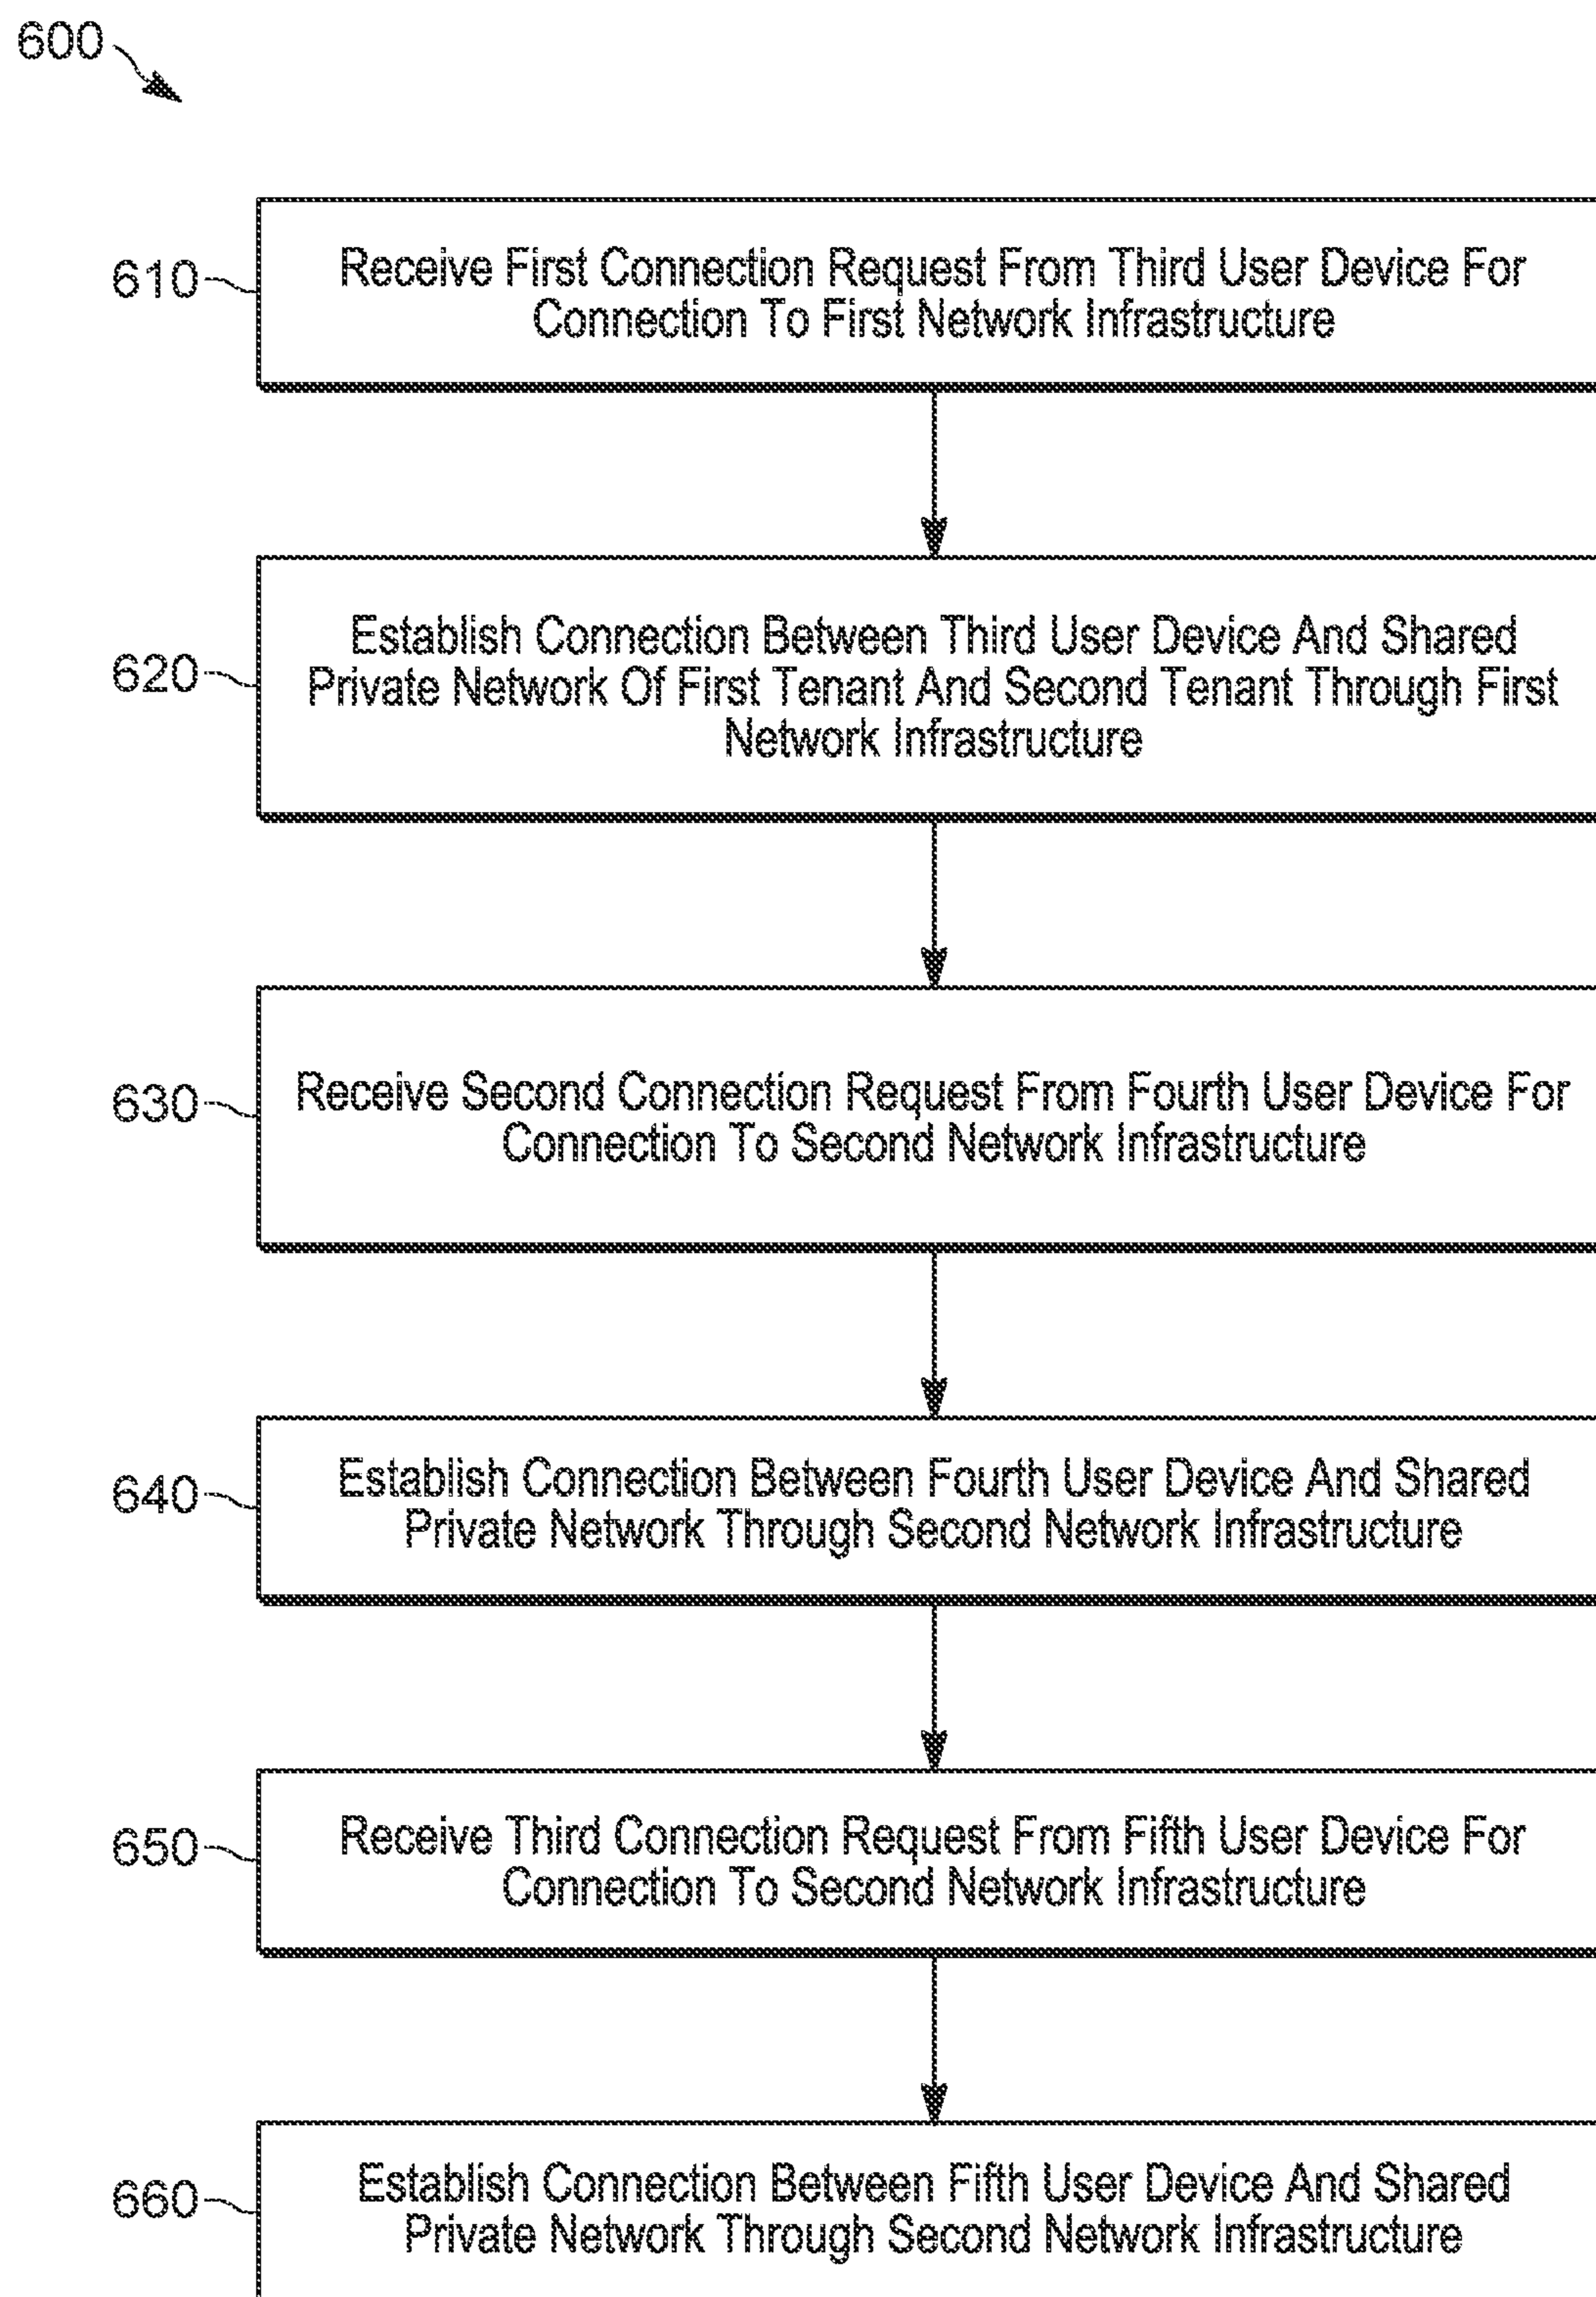 600
610
Receive First Connection Request From Third User Device For
Connection To First Network Infrastructure
620
Establish Connection Between Third User Device And Shared
Private Network Of First Tenant And Second Tenant Through First
Network Infrastructure
630
Receive Second Connection Request From Fourth User Device For
Connection To Second Network Infrastructure
640
Establish Connection Between Fourth User Device And Shared
Private Network Through Second Network Infrastructure
650
Receive Third Connection Request From Fifth User Device For
Connection To Second Network Infrastructure
660
Establish Connection Between Fifth User Device And Shared
Private Network Through Second Network Infrastructure